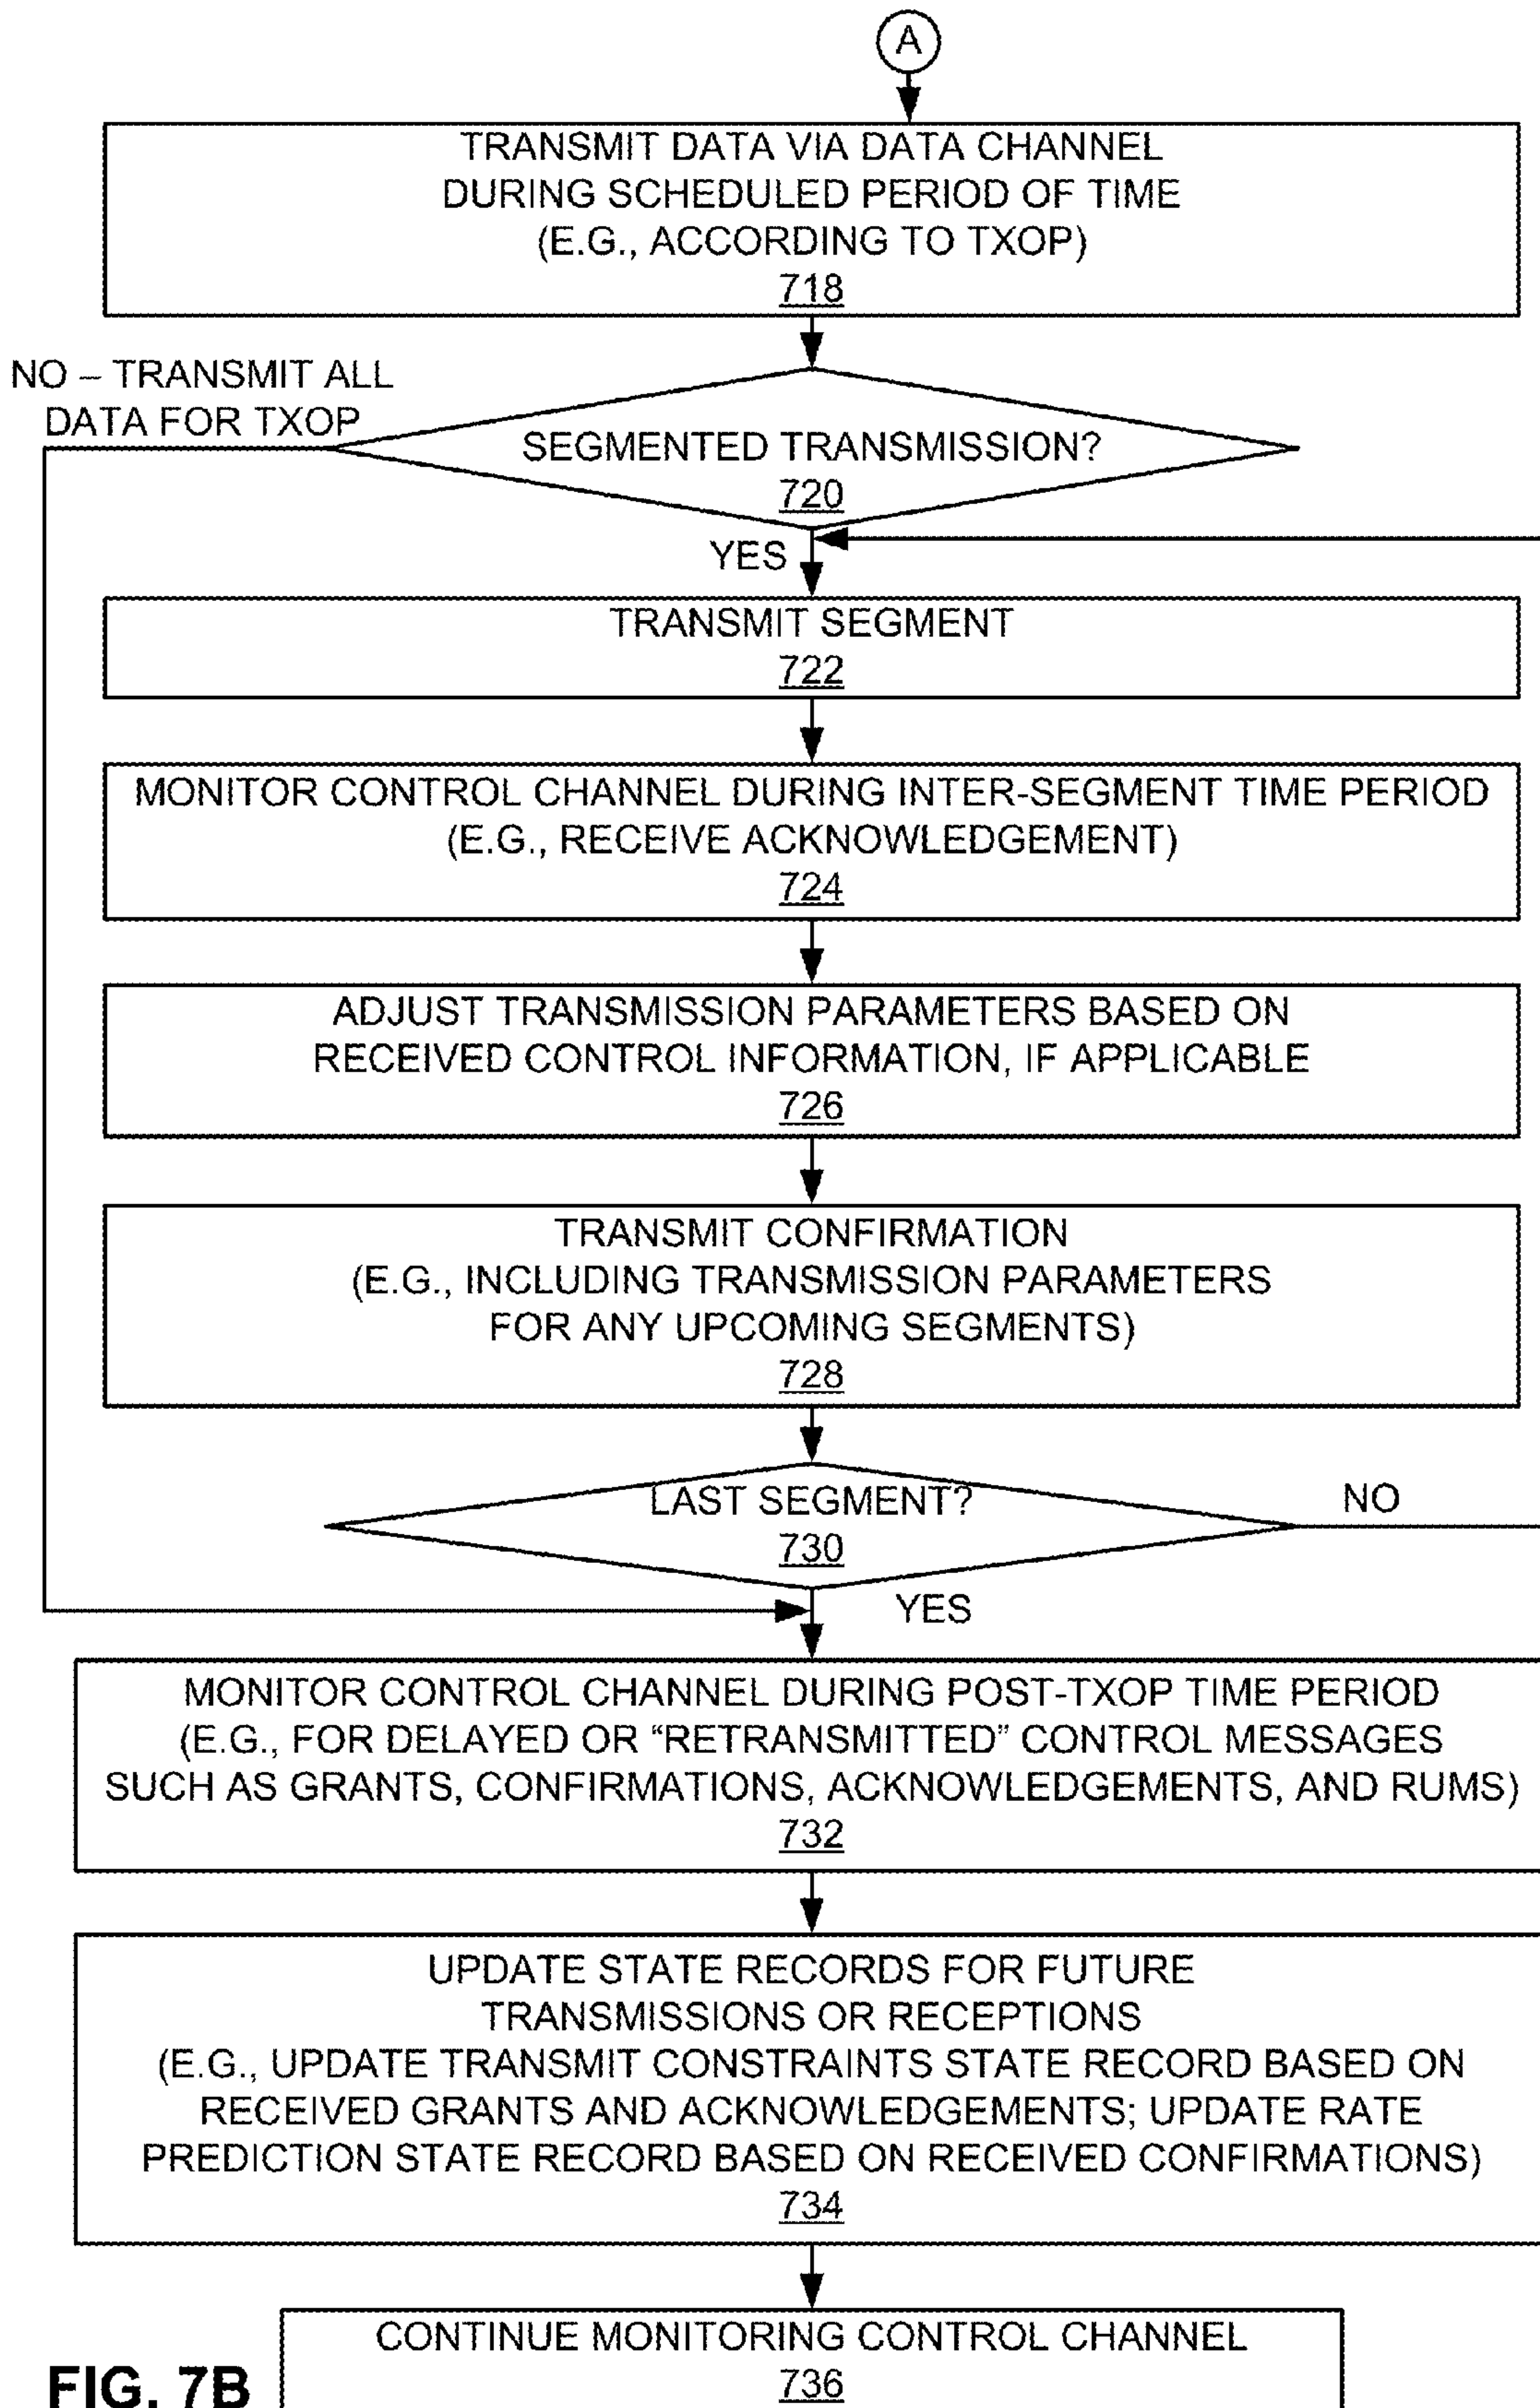 A
TRANSMIT DATA VIA DATA CHANNEL
DURING SCHEDULED PERIOD OF TIME
(E.G., ACCORDING TO TXOP)
718
NO – TRANSMIT ALL
DATA FOR TXOP
SEGMENTED TRANSMISSION?
720
YES
TRANSMIT SEGMENT
722
MONITOR CONTROL CHANNEL DURING INTER-SEGMENT TIME PERIOD
(E.G., RECEIVE ACKNOWLEDGEMENT)
724
ADJUST TRANSMISSION PARAMETERS BASED ON
RECEIVED CONTROL INFORMATION, IF APPLICABLE
726
TRANSMIT CONFIRMATION
(E.G., INCLUDING TRANSMISSION PARAMETERS
FOR ANY UPCOMING SEGMENTS)
728
LAST SEGMENT?
730
NO
YES
MONITOR CONTROL CHANNEL DURING POST-TXOP TIME PERIOD
(E.G., FOR DELAYED OR “RETRANSMITTED” CONTROL MESSAGES
SUCH AS GRANTS, CONFIRMATIONS, ACKNOWLEDGEMENTS, AND RUMS)
732
UPDATE STATE RECORDS FOR FUTURE
TRANSMISSIONS OR RECEPTIONS
(E.G., UPDATE TRANSMIT CONSTRAINTS STATE RECORD BASED ON
RECEIVED GRANTS AND ACKNOWLEDGEMENTS; UPDATE RATE
PREDICTION STATE RECORD BASED ON RECEIVED CONFIRMATIONS)
734
CONTINUE MONITORING CONTROL CHANNEL
736
FIG. 7B